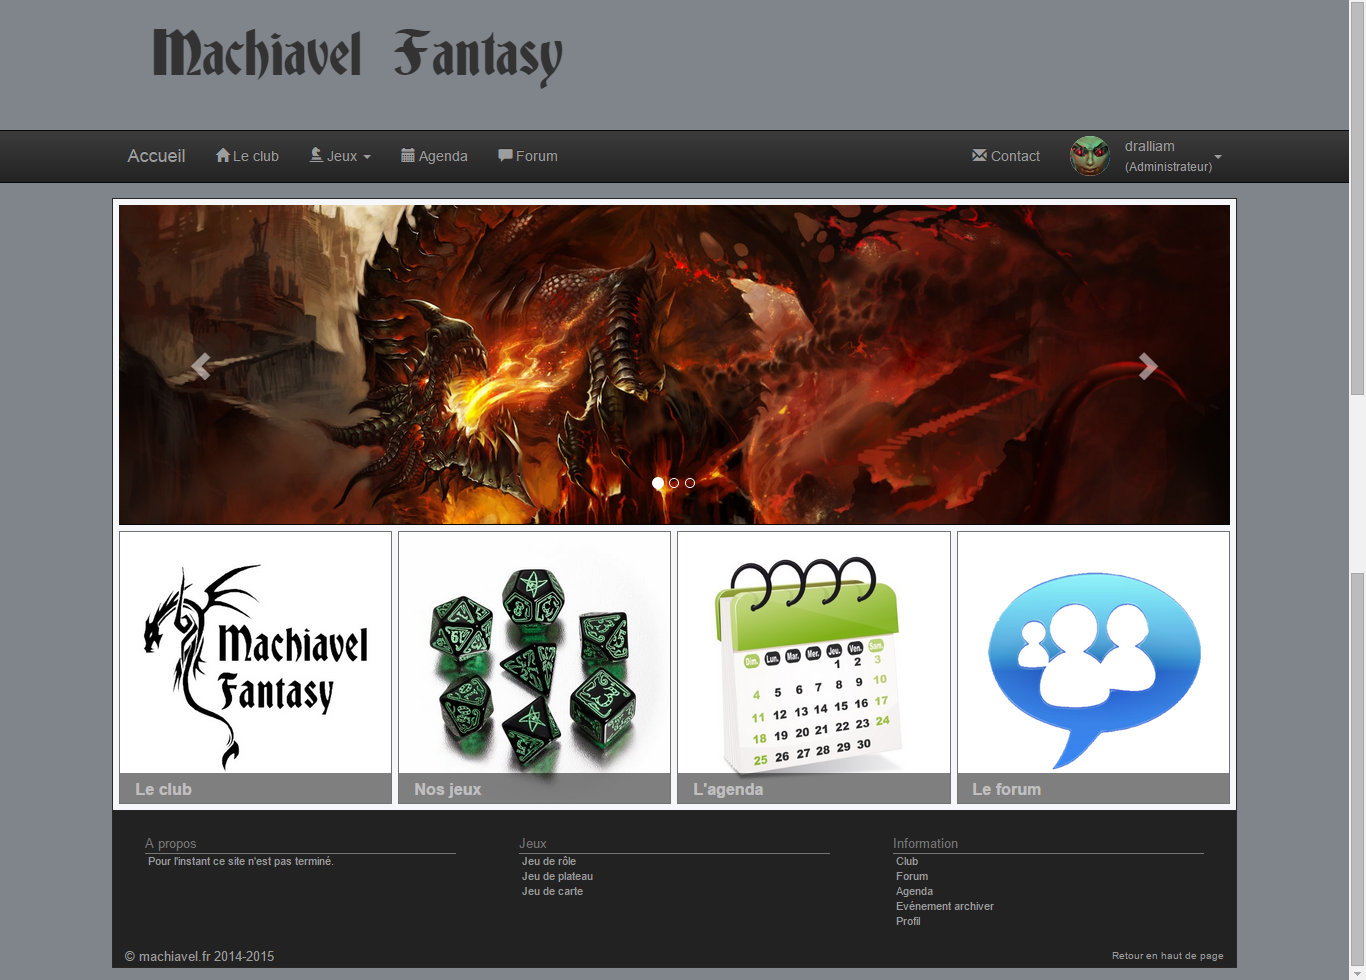 Machiavel Fantasy
Accueil Le club Jeux Agenda Forum Contact dralliam
(Administrateur)
Machiavel
Fantasy
Dim. Lun. Mar. Mer. Jeu. Ven. Sam.
1 2 3
4 5 6 7 8 9 10
11 12 13 14 15 16 17
18 19 20 21 22 23 24
25 26 27 28 29 30
Le club Nos jeux L'agenda Le forum
A propos
Pour l'instant ce site n'est pas terminé.
Jeux
Jeu de rôle
Jeu de plateau
Jeu de carte
Information
Club
Forum
Agenda
Evénement archiver
Profil
© machiavel.fr 2014-2015
Retour en haut de page